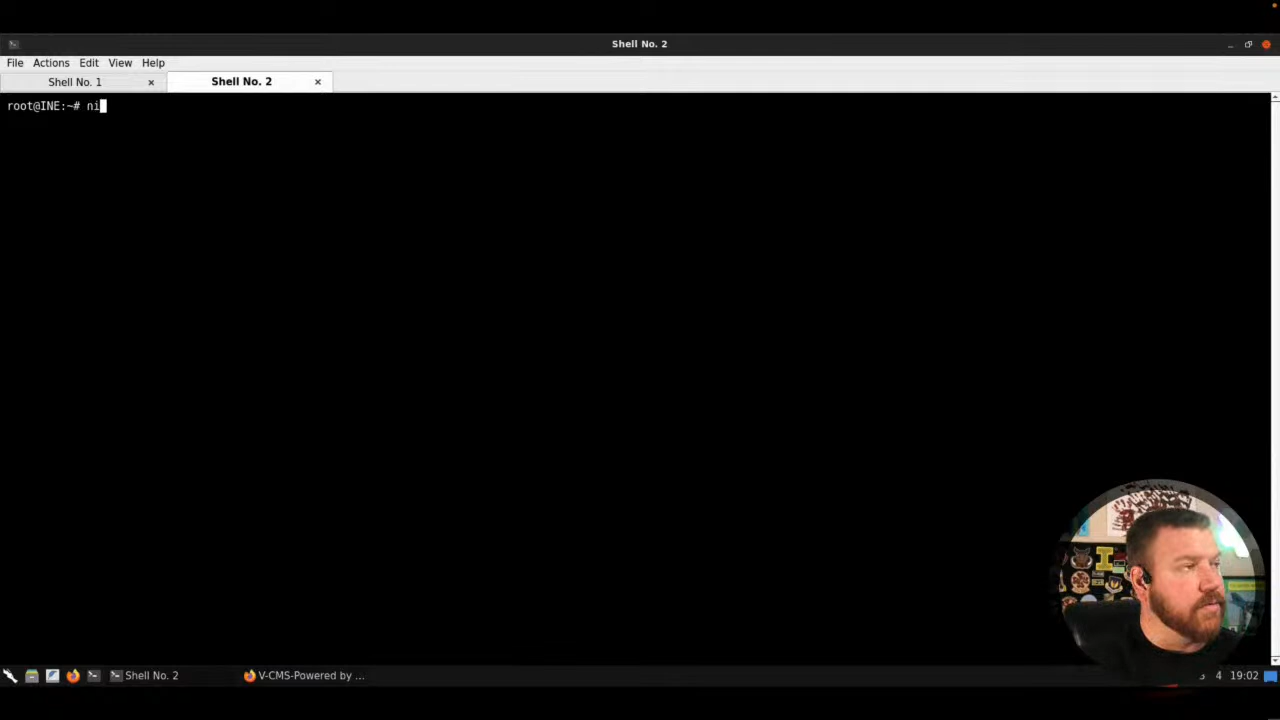 Shell No. 2
File Actions Edit View Help
Shell No. 1
Shell No. 2
root@INE:~# ni
Shell No. 2
V-CMS-Powered by ...
4 19:02